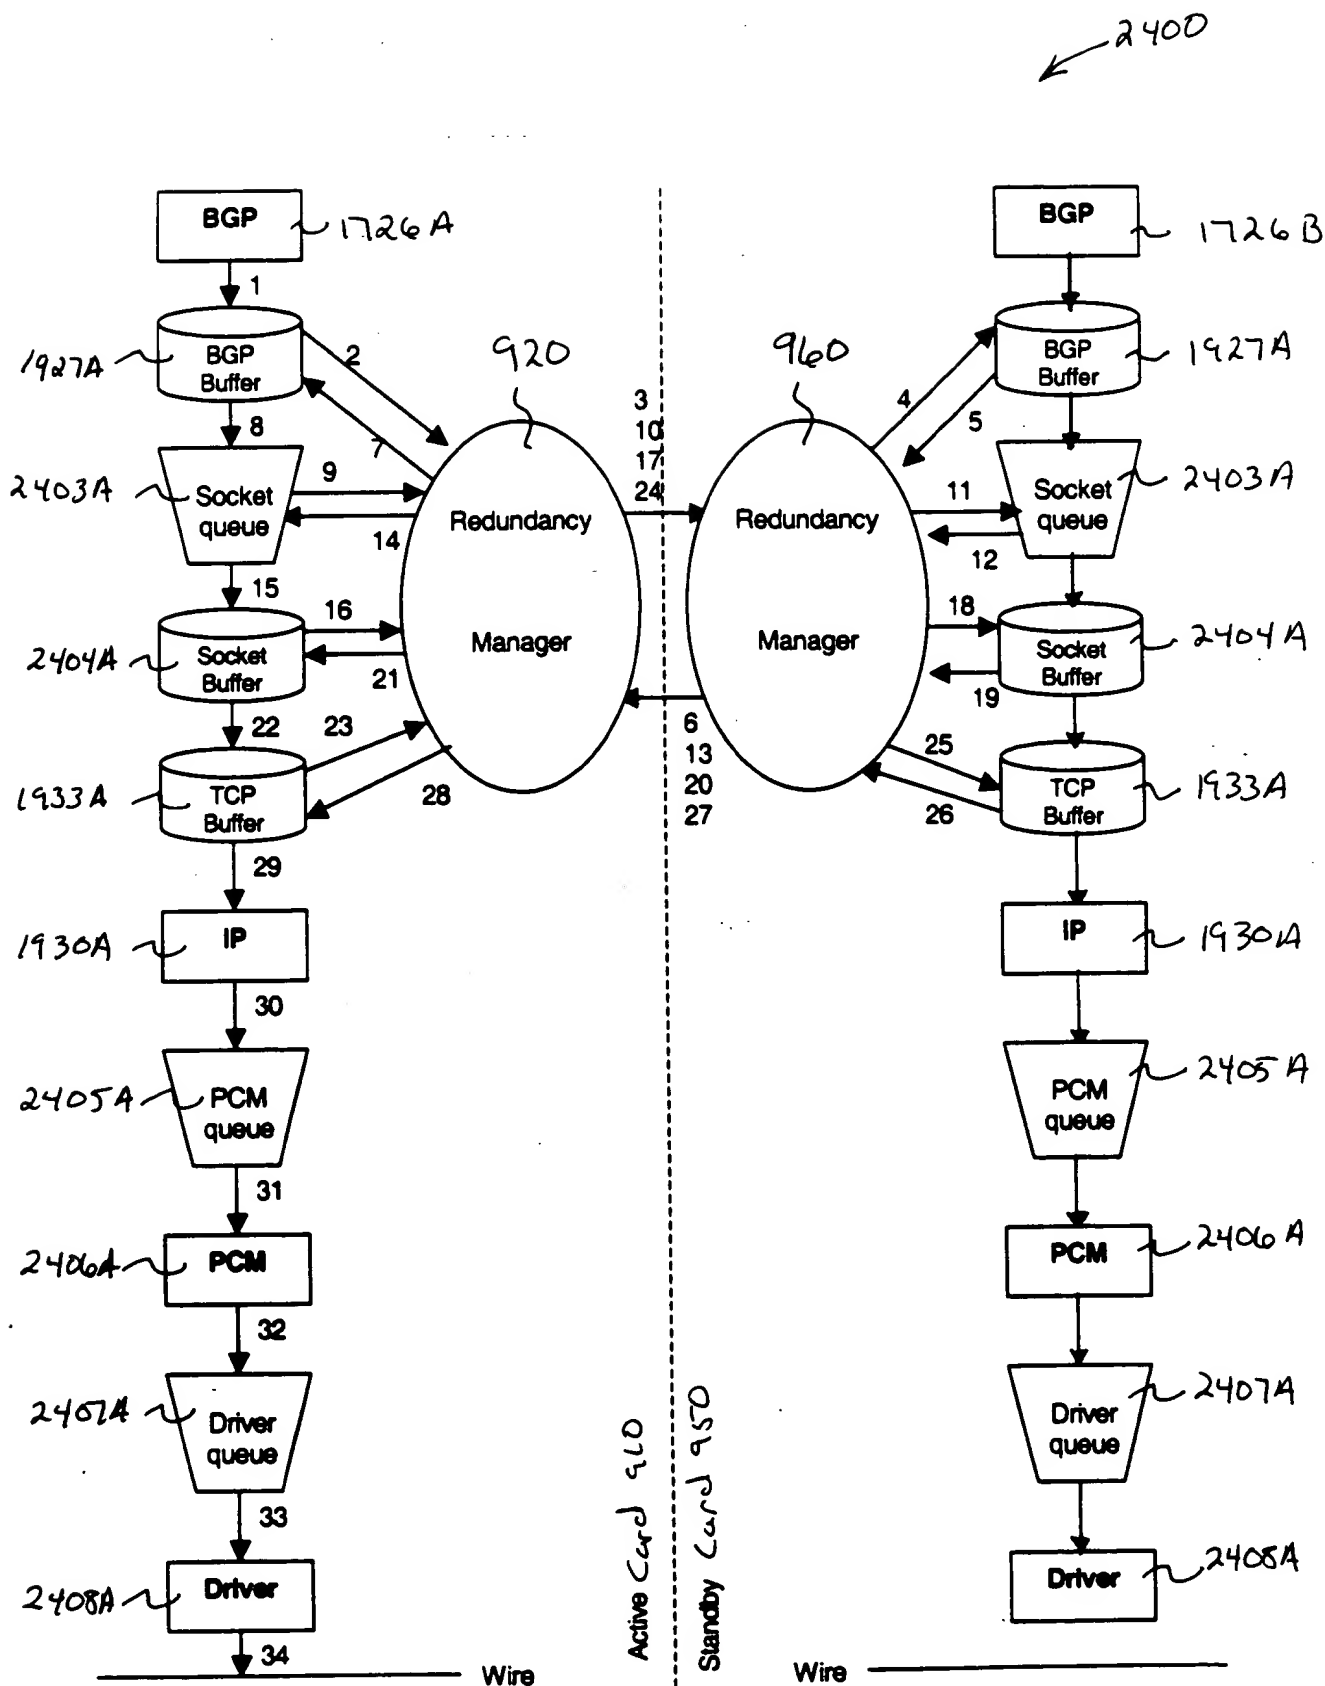 2400
BGP
1726A
1
BGP
Buffer
1927A
2
7
8
920
Socket
queue
2403A
9
14
15
Socket
Buffer
2404A
16
21
22
23
TCP
Buffer
1933A
28
29
Redundancy
Manager
3
10
17
24
6
13
20
27
IP
1930A
30
PCM
queue
2405A
31
PCM
2406A
32
Driver
queue
2407A
33
Driver
2408A
34
Wire
Active Card 910
Standby Card 950
BGP
1726B
BGP
Buffer
1927A
960
4
5
Redundancy
Manager
11
12
Socket
queue
2403A
18
19
Socket
Buffer
2404A
25
26
TCP
Buffer
1933A
IP
1930A
PCM
queue
2405A
PCM
2406A
Driver
queue
2407A
Driver
2408A
Wire